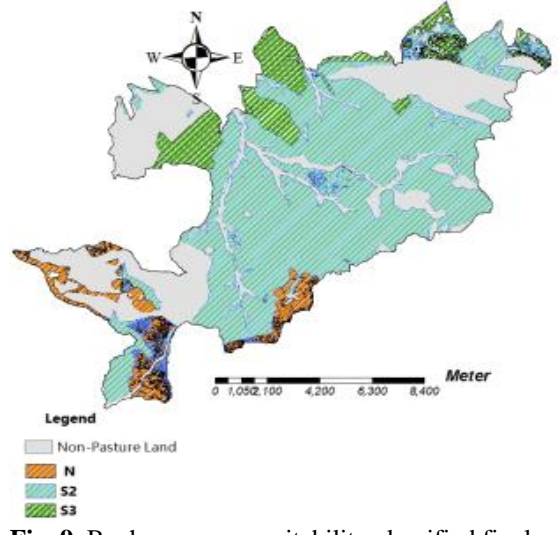 N
W E
S
Meter
0 1,050 2,100 4,200 6,300 8,400
Legend
Non-Pasture Land
N
S2
S3